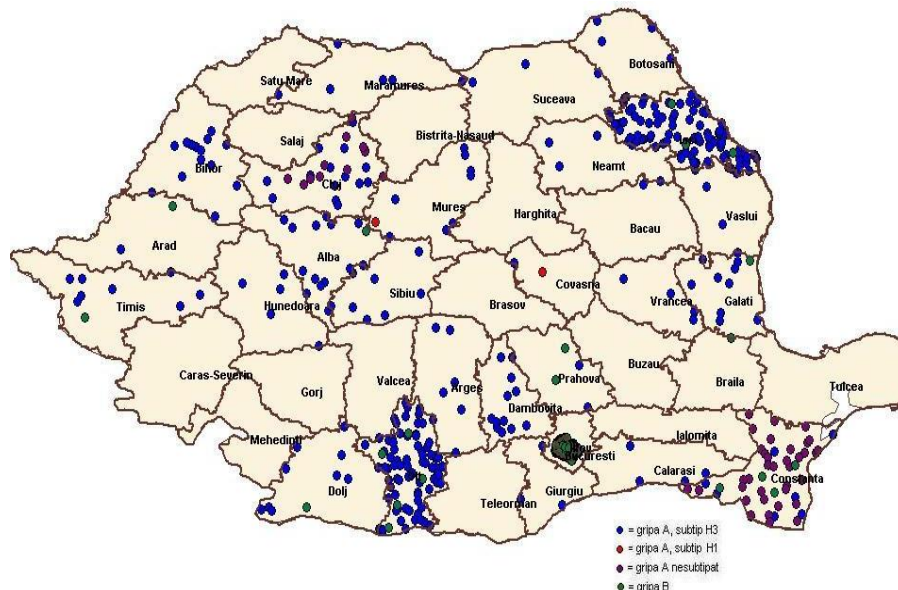 Botosani
Satu Mare
Maramures
Suceava
Salaj
Bistrita-Nasaud
Bihor
Cluj
Neamt
Mures
Harghita
Bacau
Vaslui
Arad
Alba
Covasna
Timis
Hunedoara
Sibiu
Brasov
Vrancea
Galati
Caras-Severin
Gorj
Valcea
Arges
Prahova
Buzau
Braila
Tulcea
Dambovita
Mehedinti
Ialomita
Bucuresti
Calarasi
Constanta
Dolj
Teleorman
Giurgiu
= gripa A, subtip H3
= gripa A, subtip H1
= gripa A nesubtipat
= gripa B